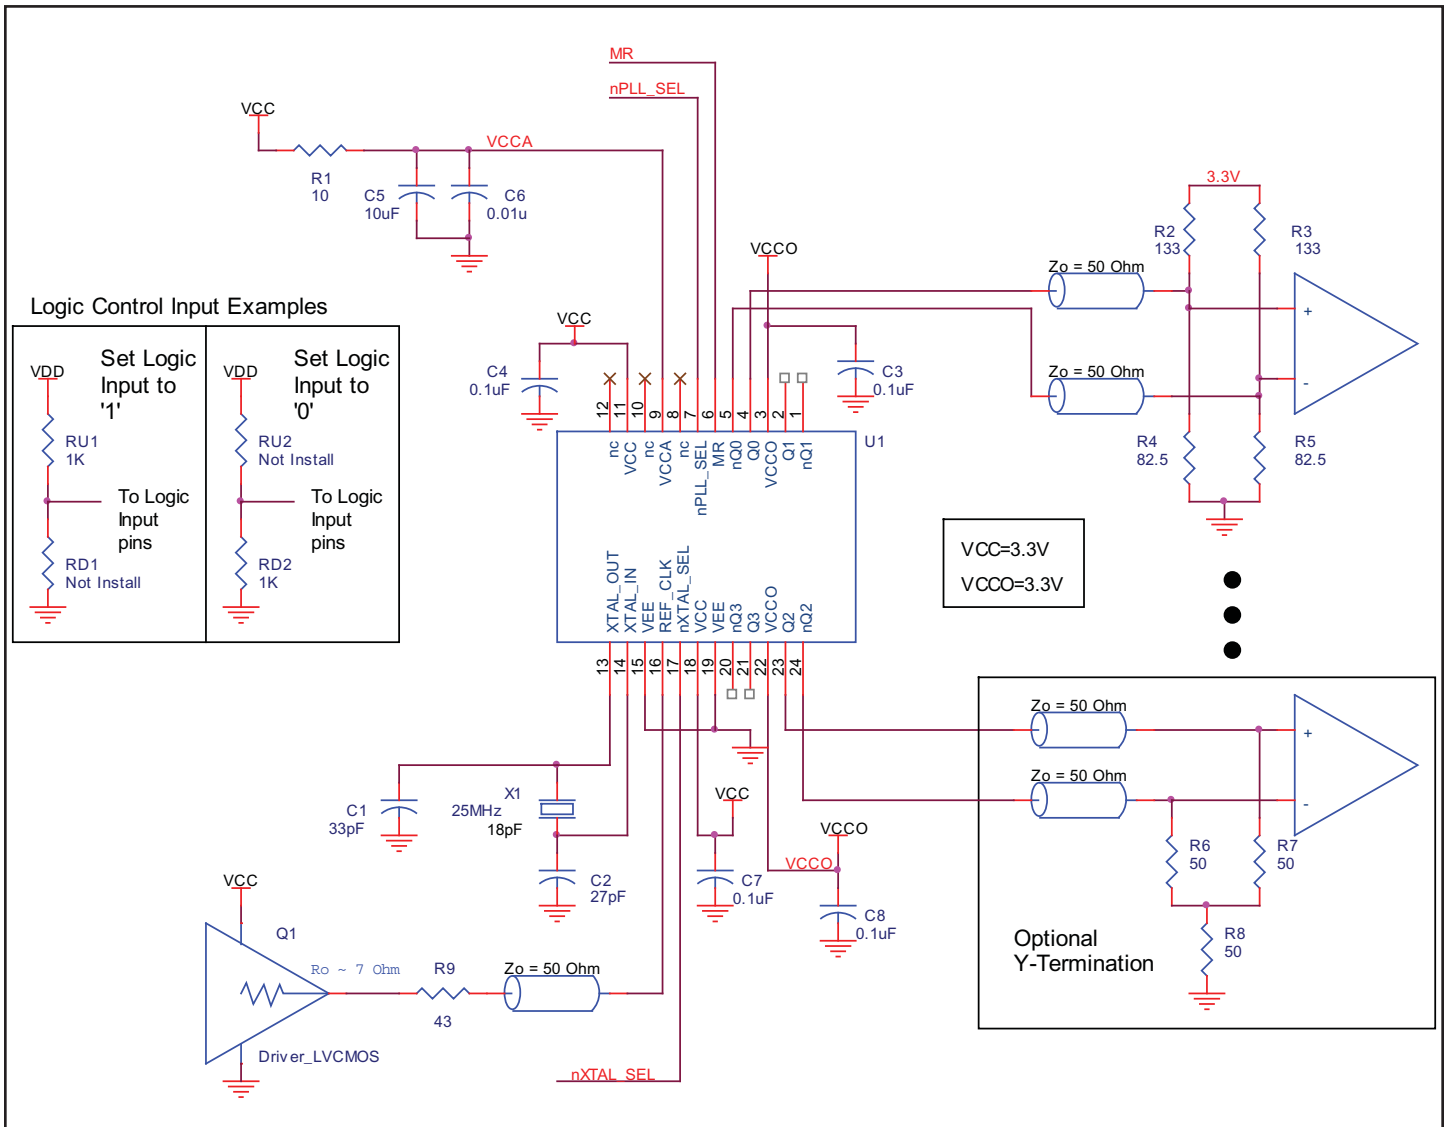 MR
nPLL_SEL
VCC
VCCA
R1
10
C5
10uF
C6
0.01u
3.3V
R2
133
R3
133
VCCO
Zo = 50 Ohm
+
-
Zo = 50 Ohm
R4
82.5
R5
82.5
Logic Control Input Examples
VDD
Set Logic
Input to
'1'
RU1
1K
To Logic
Input
pins
RD1
Not Install
VDD
Set Logic
Input to
'0'
RU2
Not Install
To Logic
Input
pins
RD2
1K
VCC
C4
0.1uF
C3
0.1uF
12
11
10
9
8
7
6
5
4
3
2
1
U1
nc
VCC
nc
VCCA
nc
nPLL_SEL
MR
nQ0
Q0
VCCO
Q1
nQ1
XTAL_OUT
XTAL_IN
VEE
REF_CLK
nXTAL_SEL
VCC
VEE
nQ3
Q3
VCCO
Q2
nQ2
13
14
15
16
17
18
19
20
21
22
23
24
VCC=3.3V
VCCO=3.3V
Zo = 50 Ohm
+
Zo = 50 Ohm
-
R6
50
R7
50
R8
50
Optional
Y-Termination
C1
33pF
X1
25MHz
18pF
C2
27pF
VCC
C7
0.1uF
VCCO
VCCO
C8
0.1uF
VCC
Q1
Ro ~ 7 Ohm
R9
43
Zo = 50 Ohm
Driver_LVCMOS
nXTAL_SEL